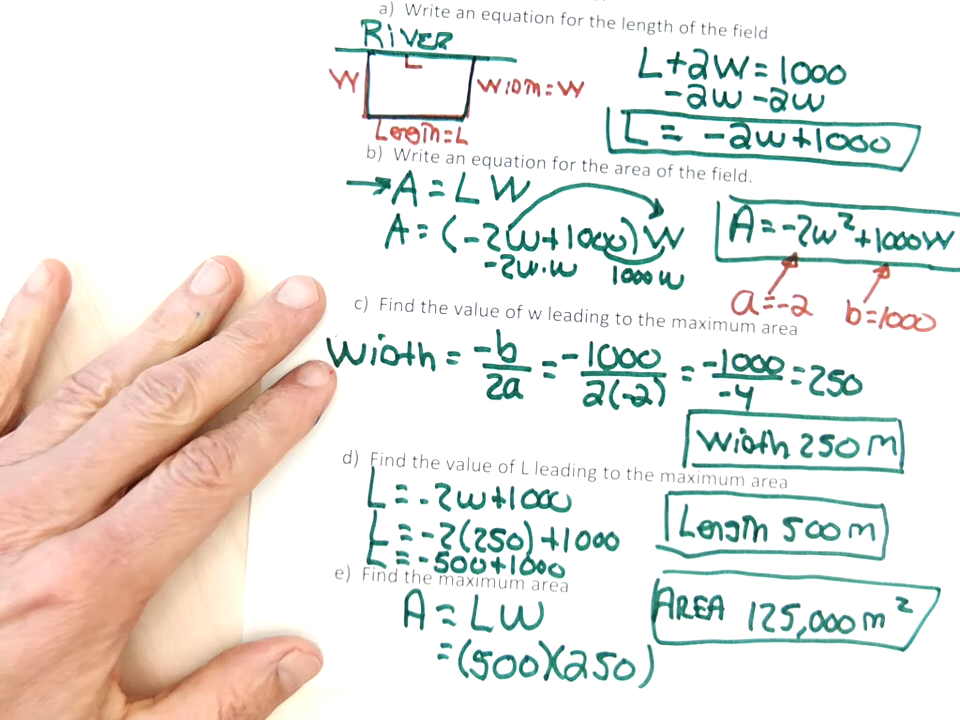 a) Write an equation for the length of the field
River
L
W
Width = W
Length = L
L + 2W = 1000
-2w -2w
L = -2w + 1000
b) Write an equation for the area of the field.
→ A = LW
A = (-2w + 1000) W
-2w·w 1000w
A = -2w² + 1000W
a = -2 b = 1000
c) Find the value of w leading to the maximum area
Width = -b/2a = -1000/2(-2) = -1000/-4 = 250
Width 250 m
d) Find the value of L leading to the maximum area
L = -2w + 1000
L = -2(250) + 1000
L = -500 + 1000
Length 500 m
e) Find the maximum area
A = LW
= (500)(250)
AREA 125,000 m²